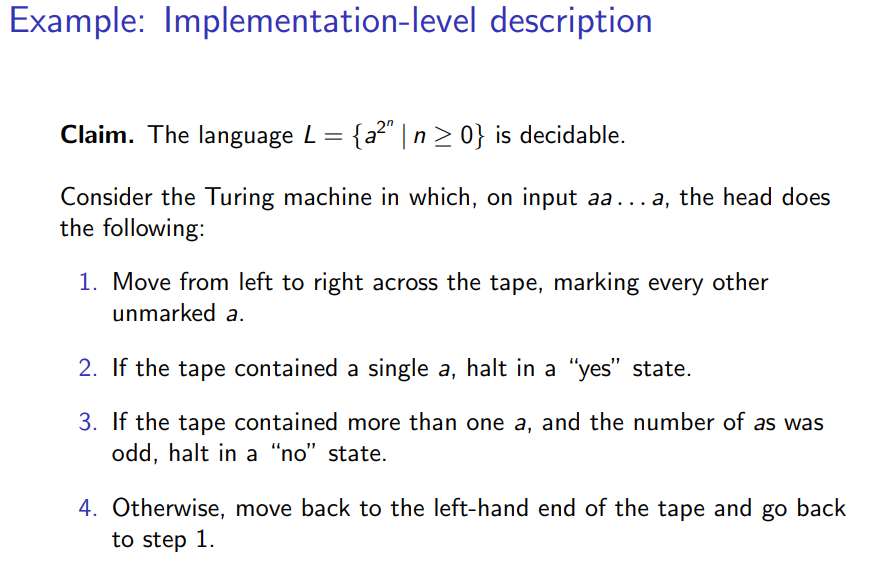 Example: Implementation-level description
Claim. The language L = {a^{2^n} | n ≥ 0} is decidable.
Consider the Turing machine in which, on input aa . . . a, the head does
the following:
1. Move from left to right across the tape, marking every other
unmarked a.
2. If the tape contained a single a, halt in a “yes” state.
3. If the tape contained more than one a, and the number of as was
odd, halt in a “no” state.
4. Otherwise, move back to the left-hand end of the tape and go back
to step 1.